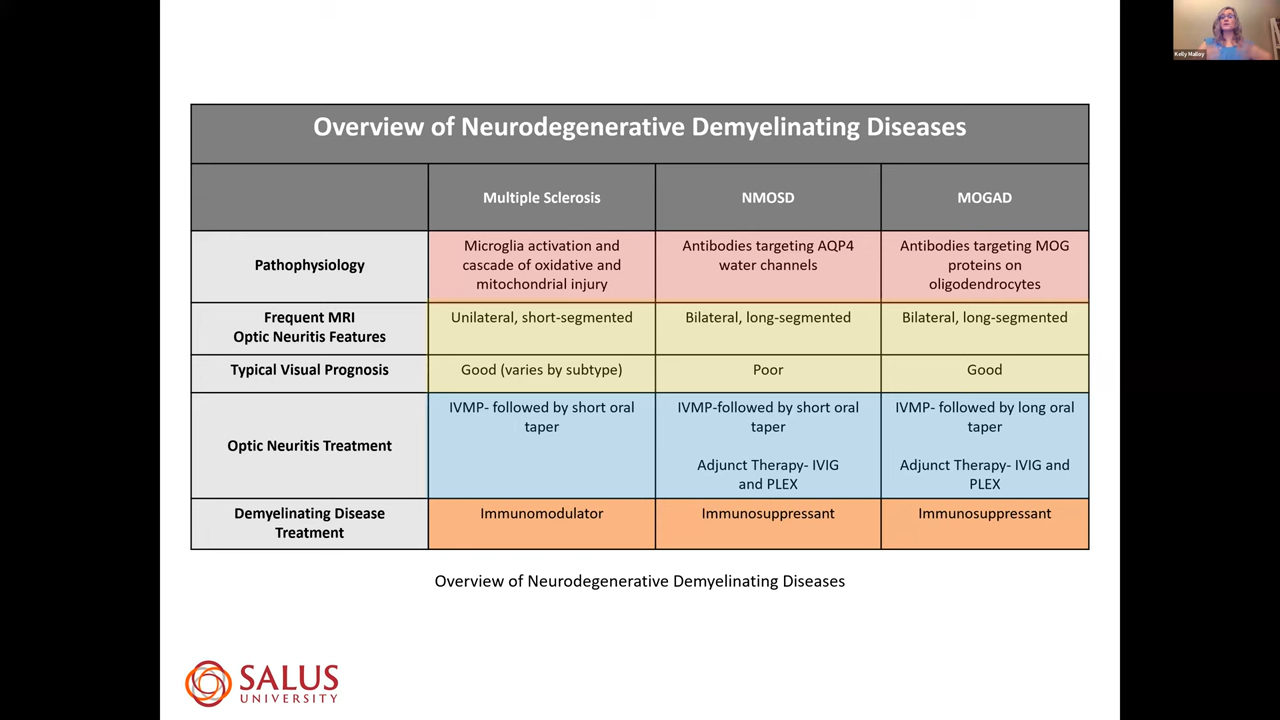 Kelly Malloy
Overview of Neurodegenerative Demyelinating Diseases
Multiple Sclerosis
NMOSD
MOGAD
Pathophysiology
Microglia activation and
cascade of oxidative and
mitochondrial injury
Antibodies targeting AQP4
water channels
Antibodies targeting MOG
proteins on
oligodendrocytes
Frequent MRI
Optic Neuritis Features
Unilateral, short-segmented
Bilateral, long-segmented
Bilateral, long-segmented
Typical Visual Prognosis
Good (varies by subtype)
Poor
Good
Optic Neuritis Treatment
IVMP- followed by short oral
taper
IVMP-followed by short oral
taper
Adjunct Therapy- IVIG
and PLEX
IVMP- followed by long oral
taper
Adjunct Therapy- IVIG and
PLEX
Demyelinating Disease
Treatment
Immunomodulator
Immunosuppressant
Immunosuppressant
Overview of Neurodegenerative Demyelinating Diseases
SALUS
UNIVERSITY